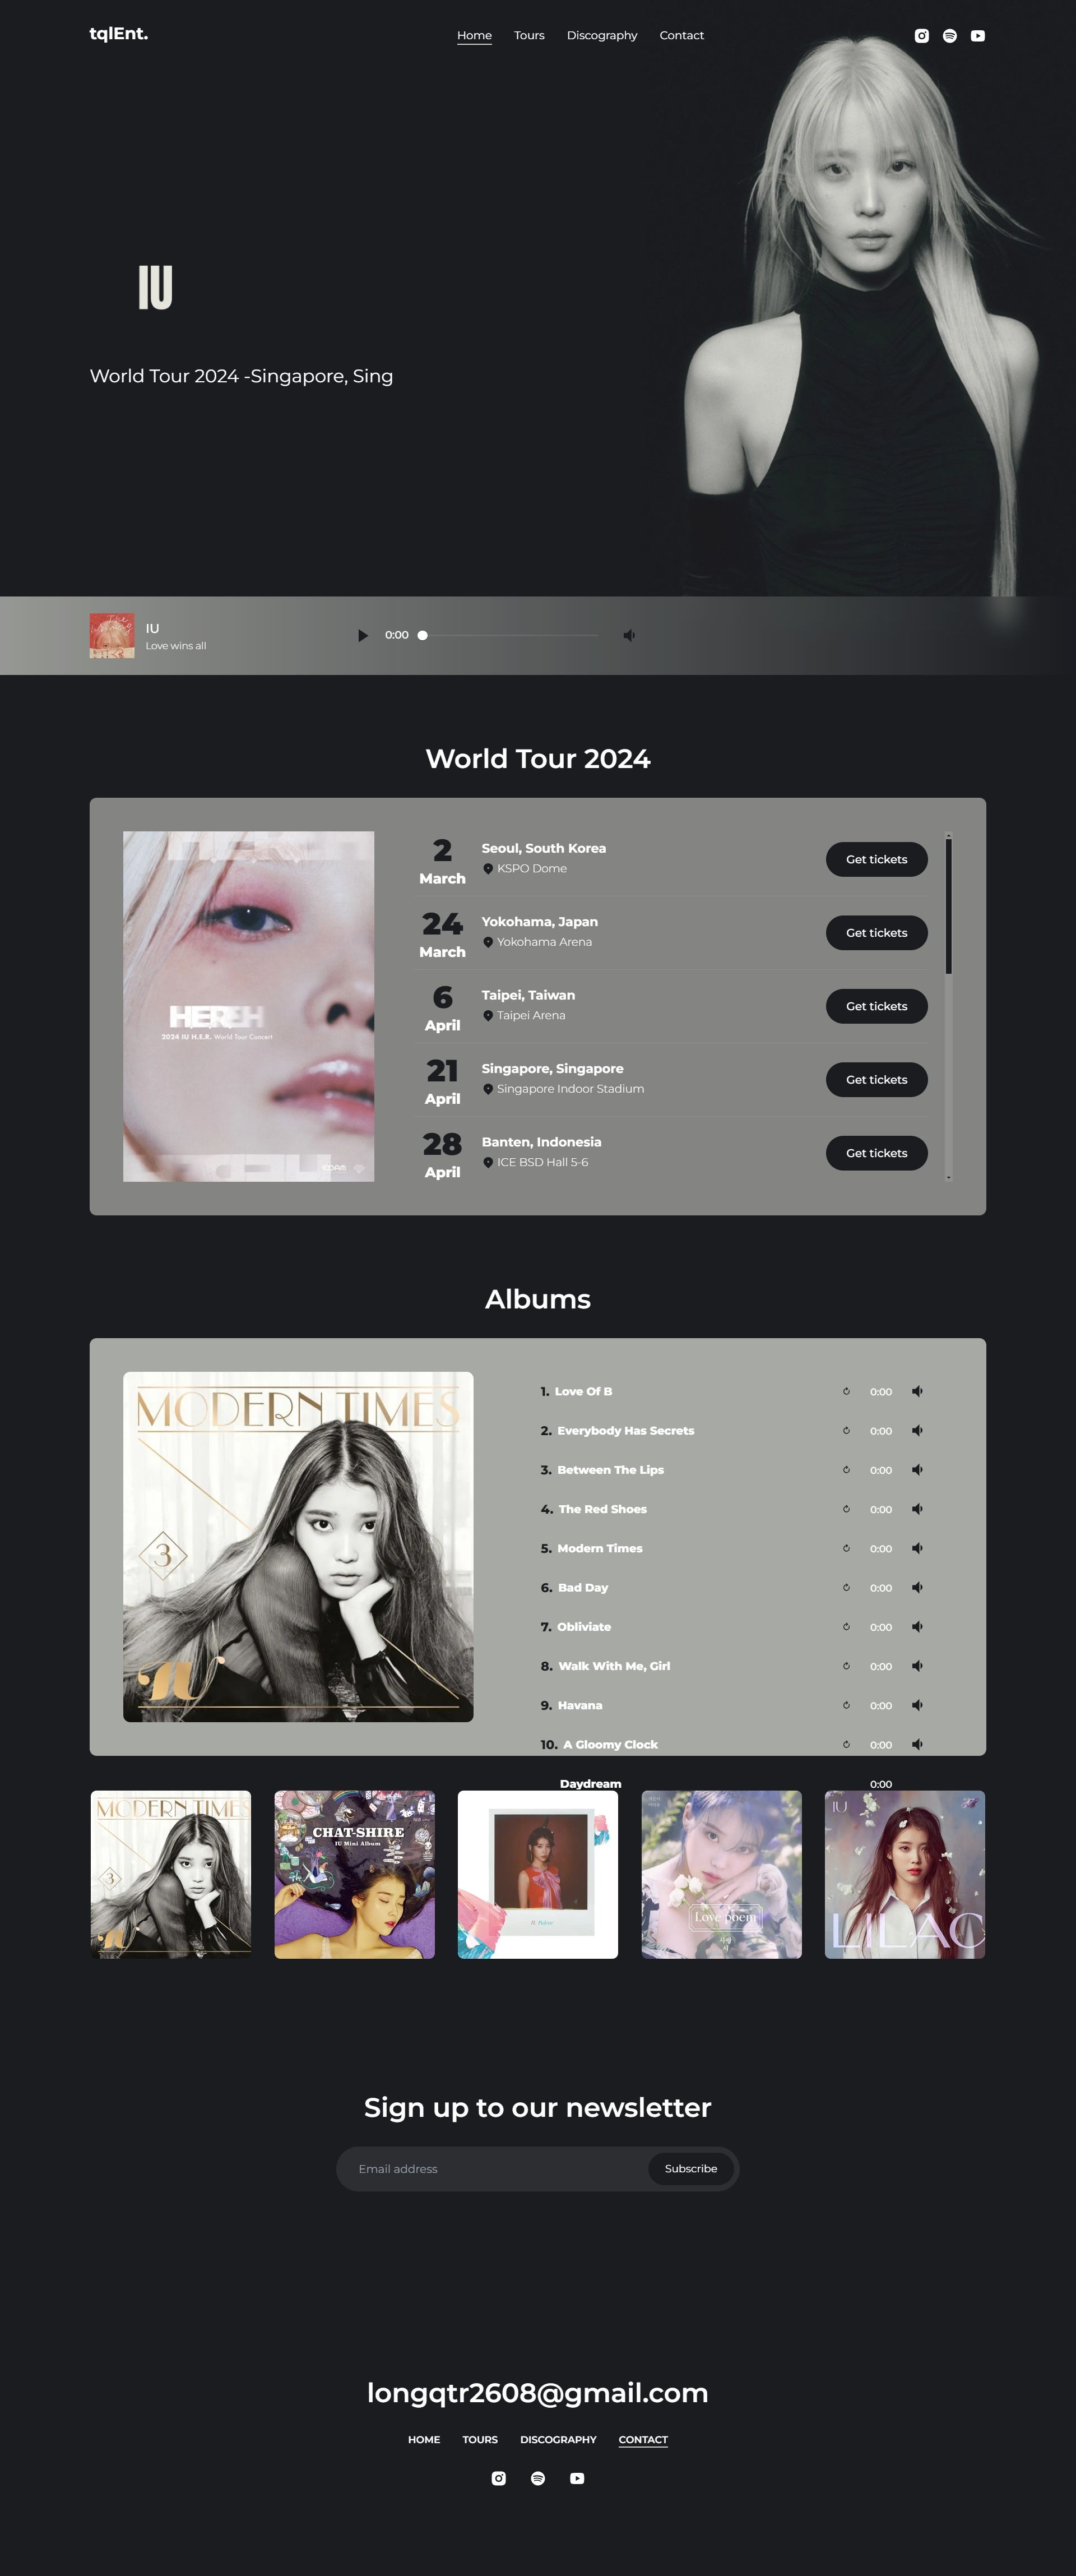 tqlEnt.
Home Tours Discography Contact
IU
World Tour 2024 -Singapore, Sing
IU
Love wins all
0:00
World Tour 2024
HEREH
2024 IU H.E.R. World Tour Concert
2
March
Seoul, South Korea
KSPO Dome
Get tickets
24
March
Yokohama, Japan
Yokohama Arena
Get tickets
6
April
Taipei, Taiwan
Taipei Arena
Get tickets
21
April
Singapore, Singapore
Singapore Indoor Stadium
Get tickets
28
April
Banten, Indonesia
ICE BSD Hall 5-6
Get tickets
Albums
MODERN TIMES
3
IU
1. Love Of B 0:00
2. Everybody Has Secrets 0:00
3. Between The Lips 0:00
4. The Red Shoes 0:00
5. Modern Times 0:00
6. Bad Day 0:00
7. Obliviate 0:00
8. Walk With Me, Girl 0:00
9. Havana 0:00
10. A Gloomy Clock 0:00
Daydream 0:00
MODERN TIMES
3
IU
CHAT-SHIRE
IU Mini Album
Love poem
IU
LILAC
Sign up to our newsletter
Email address
Subscribe
longqtr2608@gmail.com
HOME TOURS DISCOGRAPHY CONTACT